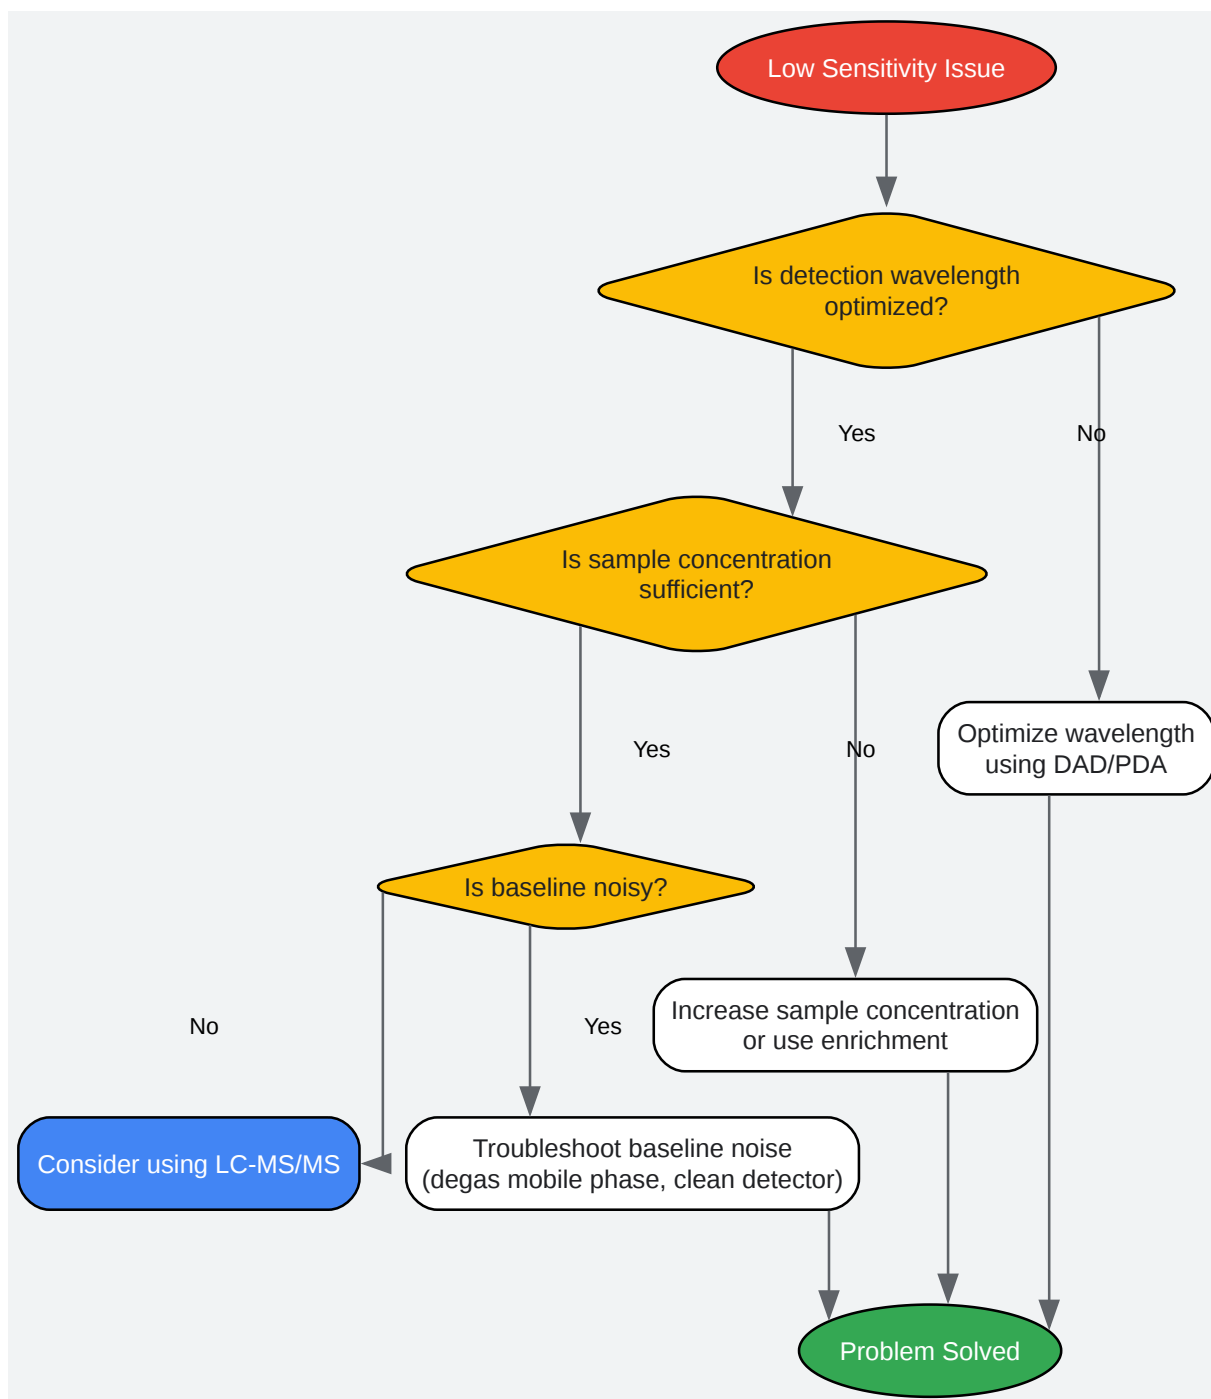 Low Sensitivity Issue
Is detection wavelength
optimized?
Yes
No
Is sample concentration
sufficient?
Yes
No
Optimize wavelength
using DAD/PDA
Is baseline noisy?
No
Yes
Increase sample concentration
or use enrichment
Consider using LC-MS/MS
Troubleshoot baseline noise
(degas mobile phase, clean detector)
Problem Solved